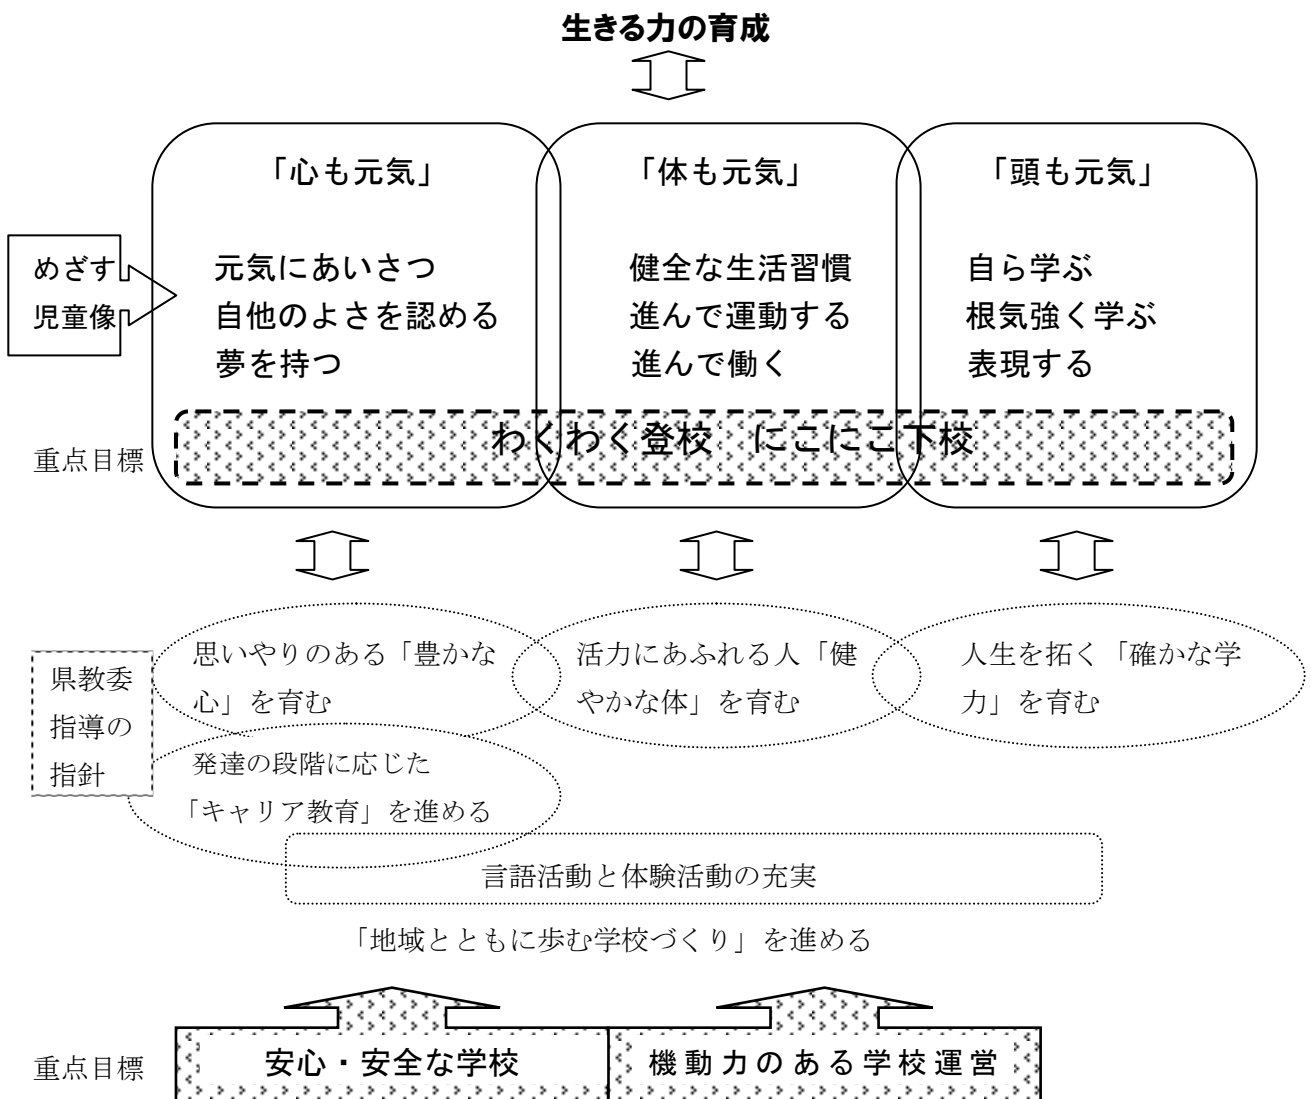 生きる力の育成
「心も元気」
元気にあいさつ
自他のよさを認める
夢を持つ
「体も元気」
健全な生活習慣
進んで運動する
進んで働く
「頭も元気」
自ら学ぶ
根気強く学ぶ
表現する
めざす
児童像
重点目標
わくわく登校　にこにこ下校
県教委
指導の
指針
思いやりのある「豊かな
心」を育む
活力にあふれる人「健
やかな体」を育む
人生を拓く「確かな学
力」を育む
発達の段階に応じた
「キャリア教育」を進める
言語活動と体験活動の充実
「地域とともに歩む学校づくり」を進める
重点目標
安心・安全な学校
機動力のある学校運営